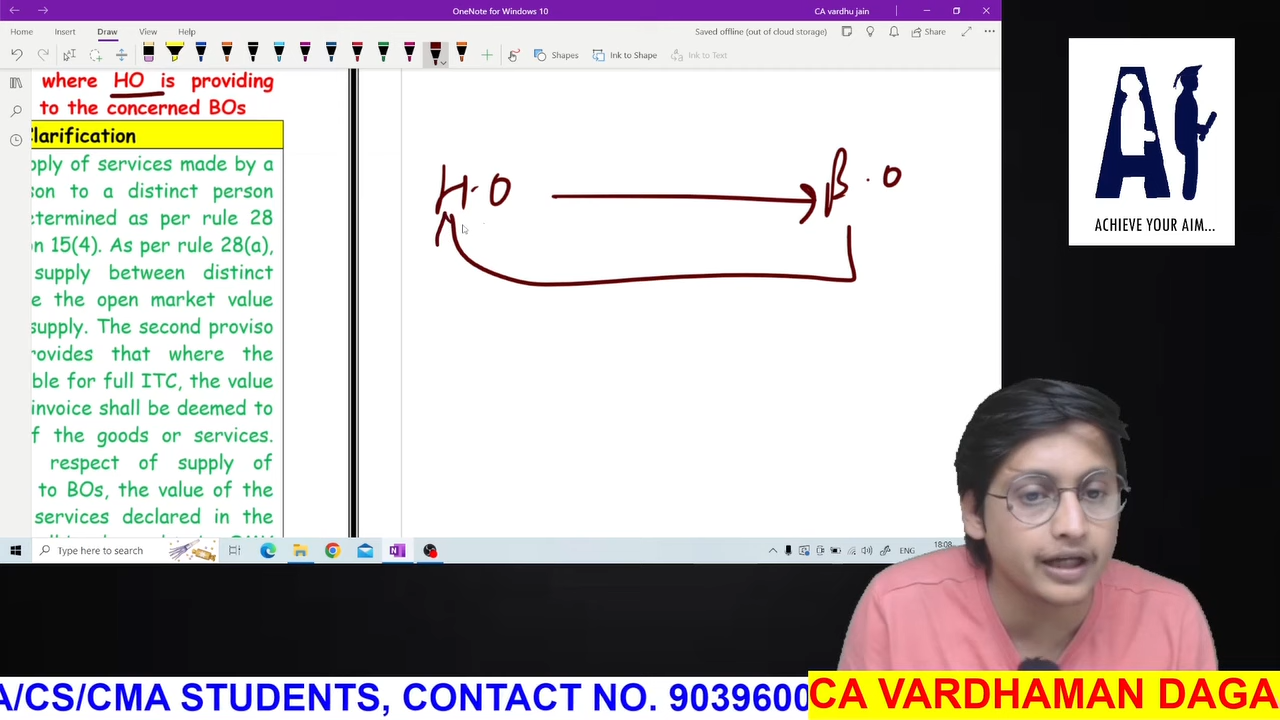 OneNote for Windows 10
CA vardhu jain
Home Insert Draw View Help
Saved offline (out of cloud storage)
Share
Shapes
Ink to Shape
Ink to Text
where HO is providing
to the concerned BOs
larification
pply of services made by a
son to a distinct person
etermined as per rule 28
n 15(4). As per rule 28(a),
supply between distinct
e the open market value
supply. The second proviso
rovides that where the
ble for full ITC, the value
invoice shall be deemed to
f the goods or services.
respect of supply of
to BOs, the value of the
services declared in the
H.O
B.O
AI
ACHIEVE YOUR AIM...
Type here to search
ENG
18:08
A/CS/CMA STUDENTS, CONTACT NO. 9039600
CA VARDHAMAN DAGA